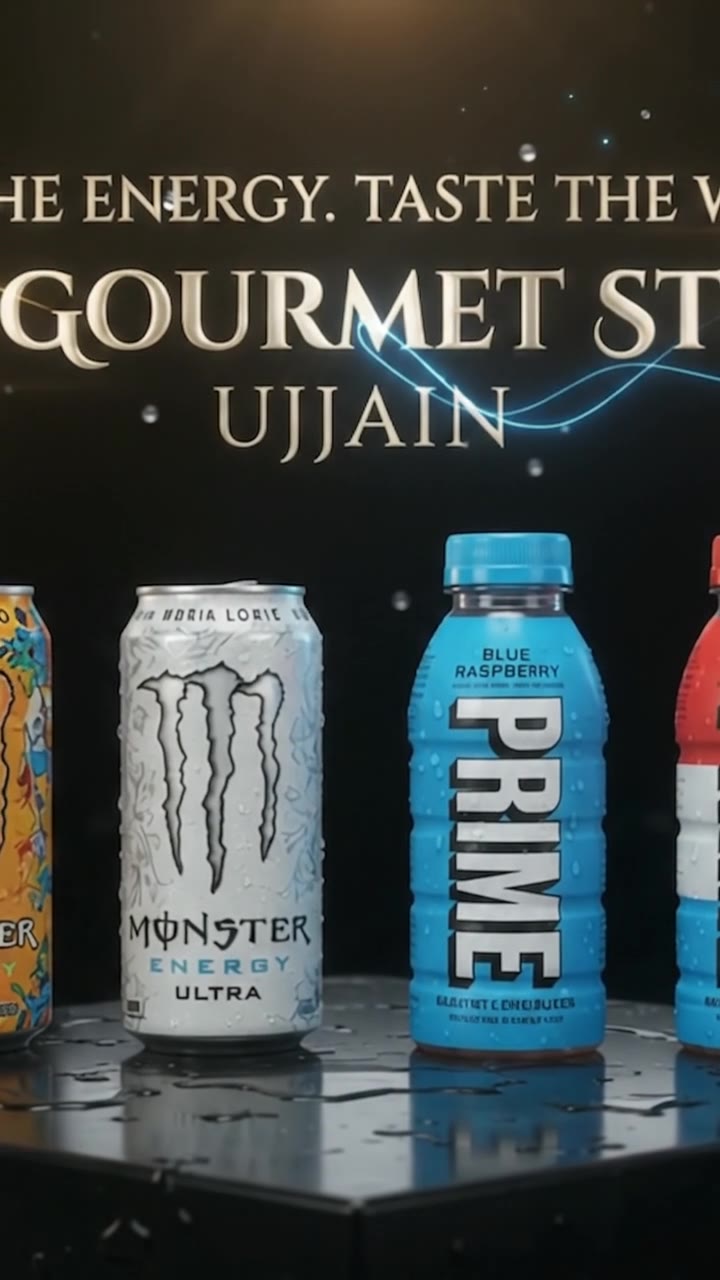 HE ENERGY. TASTE THE W
GOURMET ST
UJJAIN
BLUE
RASPBERRY
PRIME
ER
MONSTER
ENERGY
ULTRA